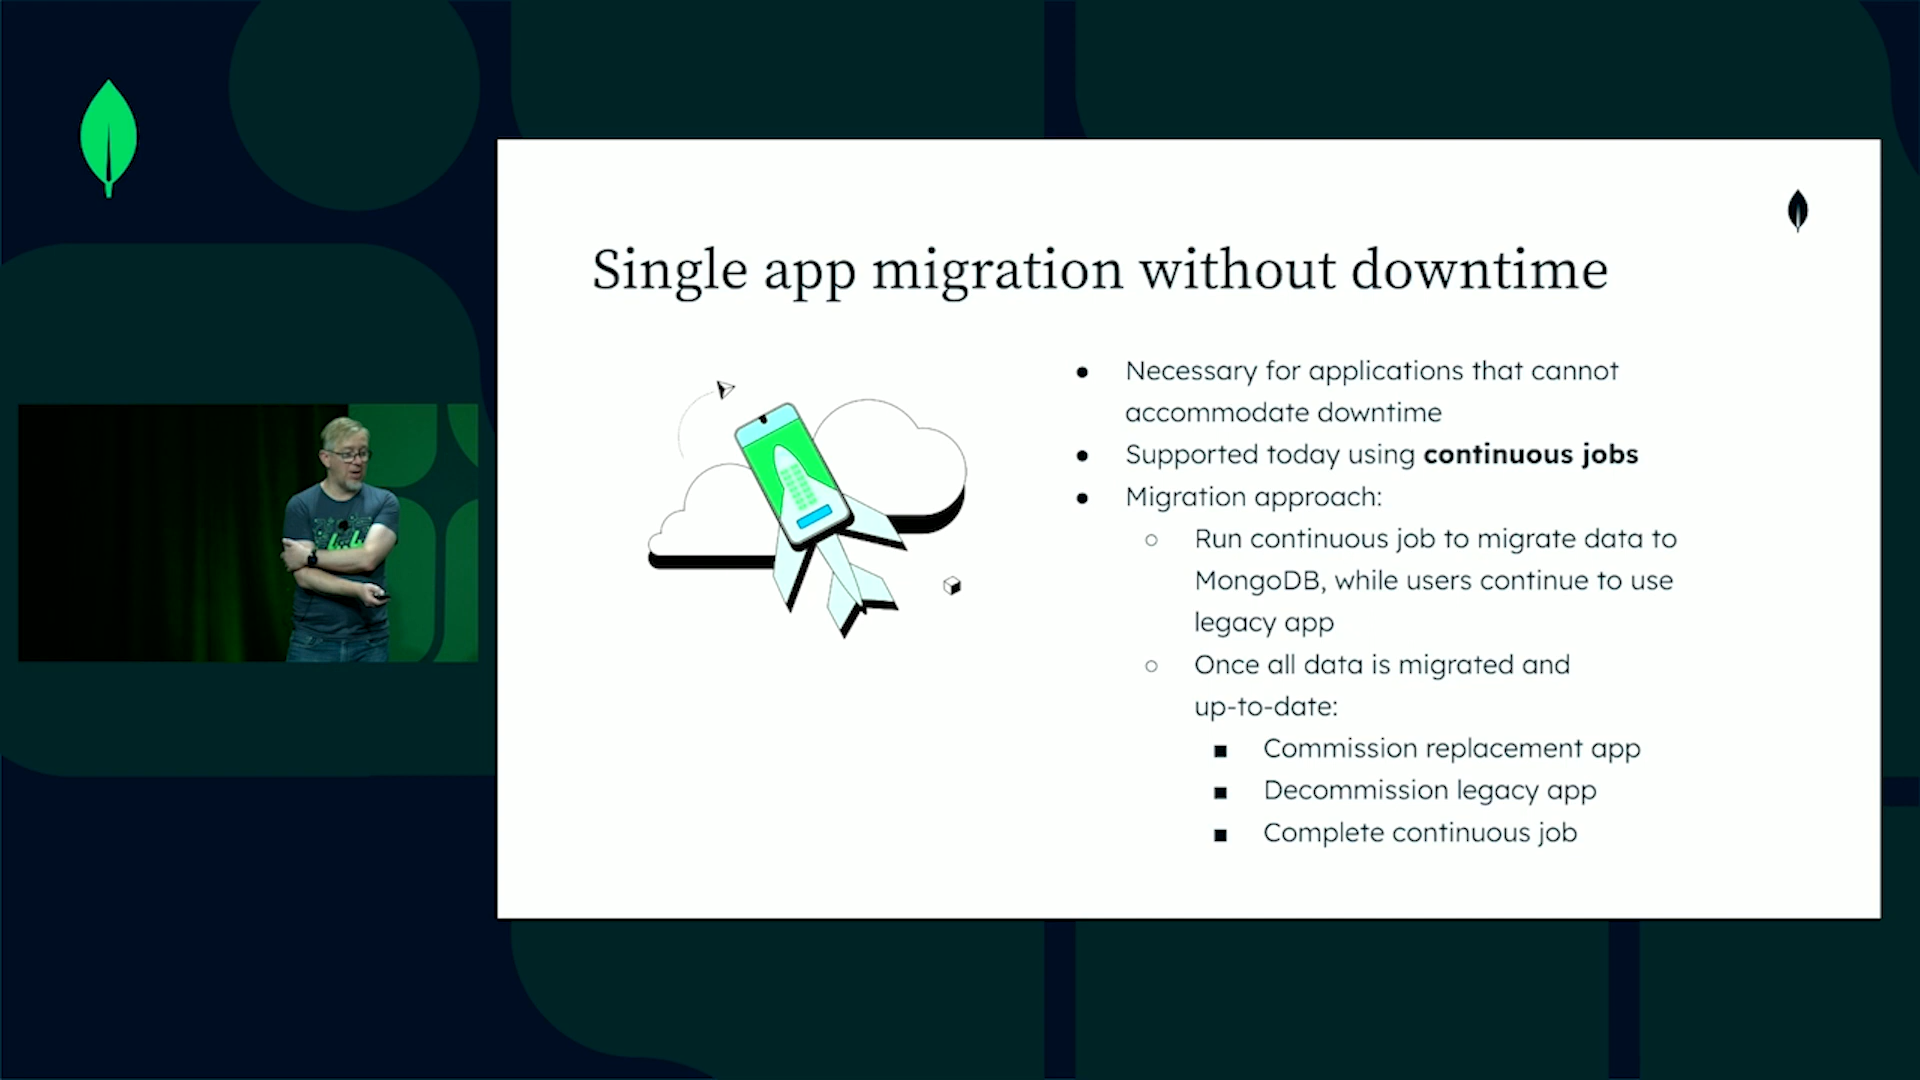 Single app migration without downtime
● Necessary for applications that cannot
accommodate downtime
● Supported today using continuous jobs
● Migration approach:
○ Run continuous job to migrate data to
MongoDB, while users continue to use
legacy app
○ Once all data is migrated and
up-to-date:
■ Commission replacement app
■ Decommission legacy app
■ Complete continuous job